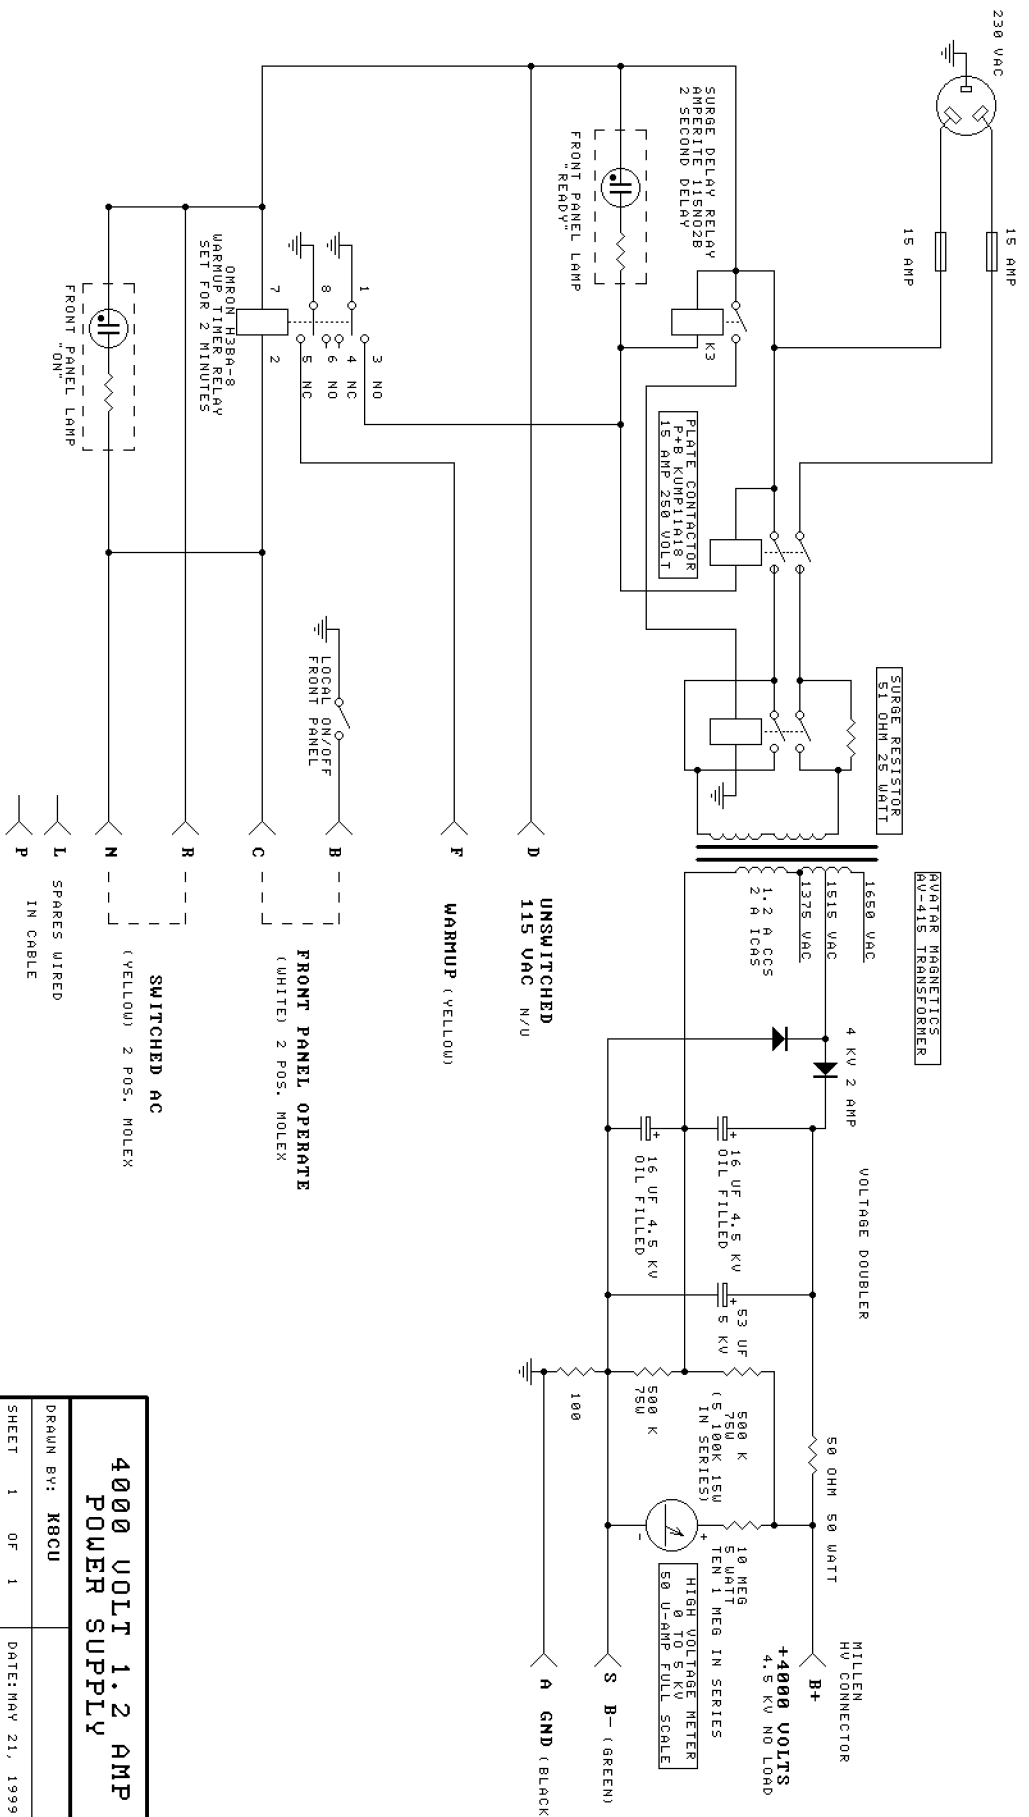 230 VAC
15 AMP
15 AMP
SURGE DELAY RELAY
AMPERITE 115NO2B
2 SECOND DELAY
K3
FRONT PANEL LAMP
"READY"
PLATE CONTACTOR
P+B KUMP11A18
15 AMP 250 VOLT
SURGE RESISTOR
51 OHM 25 WATT
AVATAR MAGNETICS
AV-415 TRANSFORMER
1650 VAC
1515 VAC
1375 VAC
1.2 A CCS
2 A ICAS
4 KV 2 AMP
VOLTAGE DOUBLER
+
16 UF 4.5 KV
OIL FILLED
+
16 UF 4.5 KV
OIL FILLED
+
53 UF
5 KV
50 OHM 50 WATT
500 K
75W
(5 100K 15W
IN SERIES)
500 K
75W
100
10 MEG
5 WATT
TEN 1 MEG IN SERIES
+
-
HIGH VOLTAGE METER
0 TO 5 KV
50 U-AMP FULL SCALE
MILLEN
HV CONNECTOR
B+
+4000 VOLTS
4.5 KV NO LOAD
S B- (GREEN)
A GND (BLACK
1
8
7
3 NO
4 NC
6 NO
5 NC
2
OMRON H3BA-8
WARMUP TIMER RELAY
SET FOR 2 MINUTES
FRONT PANEL LAMP
"ON"
LOCAL ON/OFF
FRONT PANEL
D
UNSWITCHED
115 VAC N/U
F
WARMUP (YELLOW)
B
C
FRONT PANEL OPERATE
(WHITE) 2 POS. MOLEX
R
N
SWITCHED AC
(YELLOW) 2 POS. MOLEX
L
P
SPARES WIRED
IN CABLE
4000 VOLT 1.2 AMP
POWER SUPPLY
DRAWN BY: K8CU
SHEET 1 OF 1
DATE: MAY 21, 1999